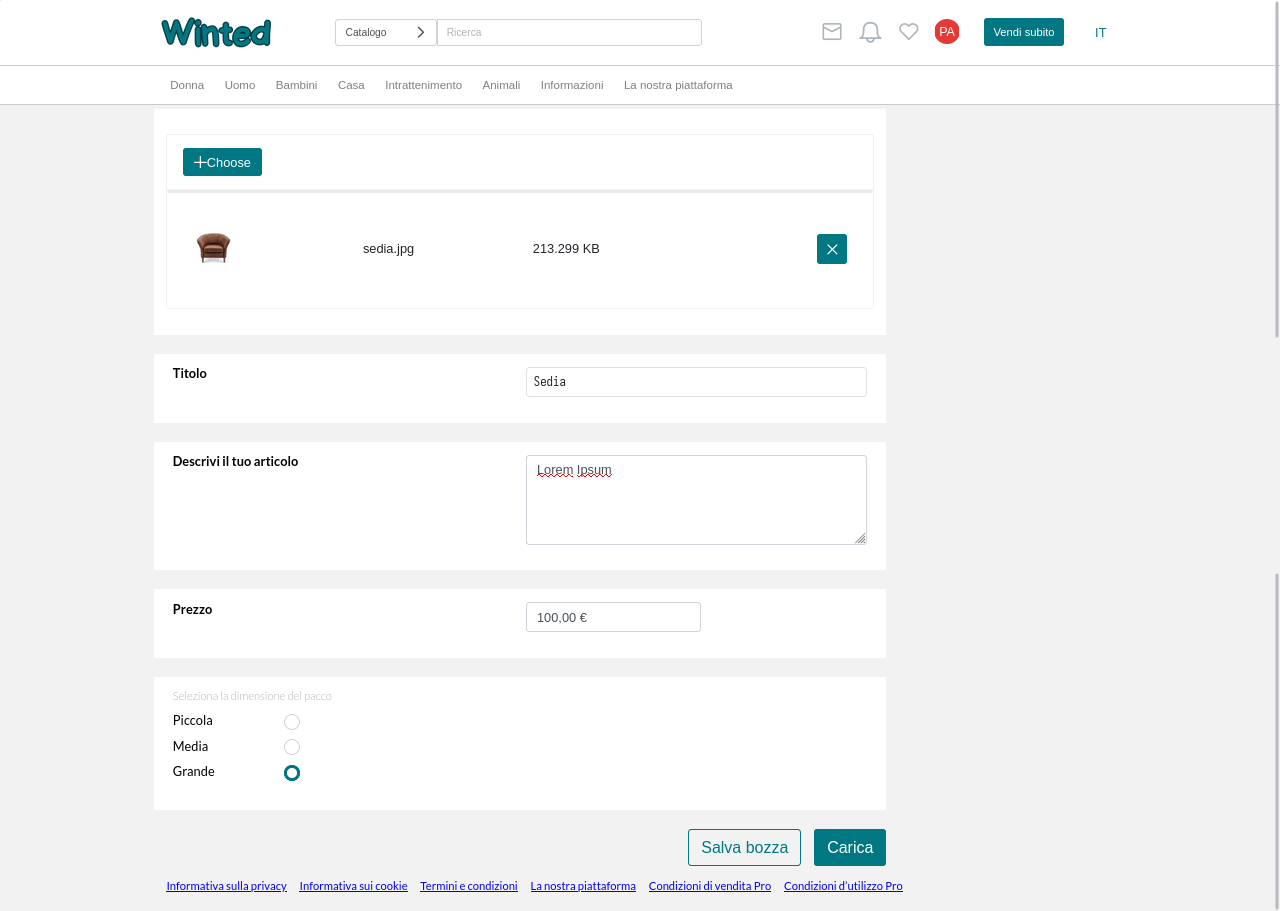 Winted
Catalogo
Ricerca
PA
Vendi subito
IT
Donna Uomo Bambini Casa Intrattenimento Animali Informazioni La nostra piattaforma
Choose
sedia.jpg 213.299 KB
Titolo
Sedia
Descrivi il tuo articolo
Lorem Ipsum
Prezzo
100,00 €
Seleziona la dimensione del pacco
Piccola
Media
Grande
Salva bozza
Carica
Informativa sulla privacy Informativa sui cookie Termini e condizioni La nostra piattaforma Condizioni di vendita Pro Condizioni d'utilizzo Pro